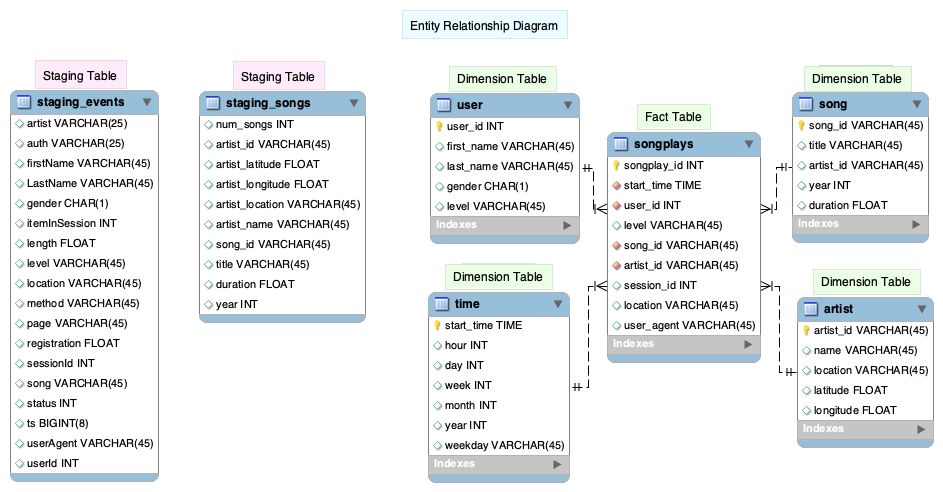 Entity Relationship Diagram
Staging Table
staging_events
artist VARCHAR(25)
auth VARCHAR(25)
firstName VARCHAR(45)
LastName VARCHAR(45)
gender CHAR(1)
itemInSession INT
length FLOAT
level VARCHAR(45)
location VARCHAR(45)
method VARCHAR(45)
page VARCHAR(45)
registration FLOAT
sessionId INT
song VARCHAR(45)
status INT
ts BIGINT(8)
userAgent VARCHAR(45)
userId INT
Staging Table
staging_songs
num_songs INT
artist_id VARCHAR(45)
artist_latitude FLOAT
artist_longitude FLOAT
artist_location VARCHAR(45)
artist_name VARCHAR(45)
song_id VARCHAR(45)
title VARCHAR(45)
duration FLOAT
year INT
Dimension Table
user
user_id INT
first_name VARCHAR(45)
last_name VARCHAR(45)
gender CHAR(1)
level VARCHAR(45)
Indexes
Dimension Table
time
start_time TIME
hour INT
day INT
week INT
month INT
year INT
weekday VARCHAR(45)
Indexes
Fact Table
songplays
songplay_id INT
start_time TIME
user_id INT
level VARCHAR(45)
song_id VARCHAR(45)
artist_id VARCHAR(45)
session_id INT
location VARCHAR(45)
user_agent VARCHAR(45)
Indexes
Dimension Table
song
song_id VARCHAR(45)
title VARCHAR(45)
artist_id VARCHAR(45)
year INT
duration FLOAT
Indexes
Dimension Table
artist
artist_id VARCHAR(45)
name VARCHAR(45)
location VARCHAR(45)
latitude FLOAT
longitude FLOAT
Indexes